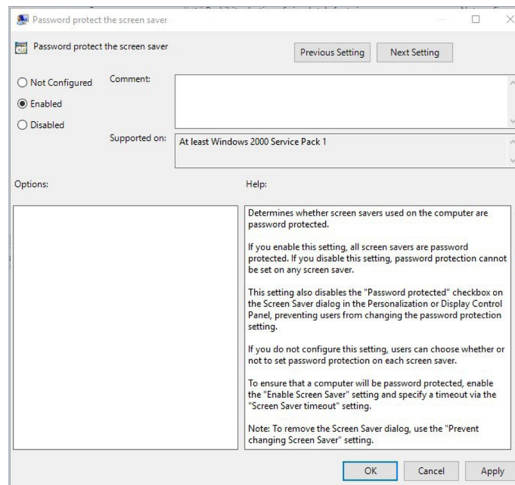 Password protect the screen saver
Password protect the screen saver
Previous Setting
Next Setting
Not Configured
Comment:
Enabled
Disabled
Supported on:
At least Windows 2000 Service Pack 1
Options:
Help:
Determines whether screen savers used on the computer are
password protected.
If you enable this setting, all screen savers are password
protected. If you disable this setting, password protection cannot
be set on any screen saver.
This setting also disables the "Password protected" checkbox on
the Screen Saver dialog in the Personalization or Display Control
Panel, preventing users from changing the password protection
setting.
If you do not configure this setting, users can choose whether or
not to set password protection on each screen saver.
To ensure that a computer will be password protected, enable
the "Enable Screen Saver" setting and specify a timeout via the
"Screen Saver timeout" setting.
Note: To remove the Screen Saver dialog, use the "Prevent
changing Screen Saver" setting.
OK
Cancel
Apply